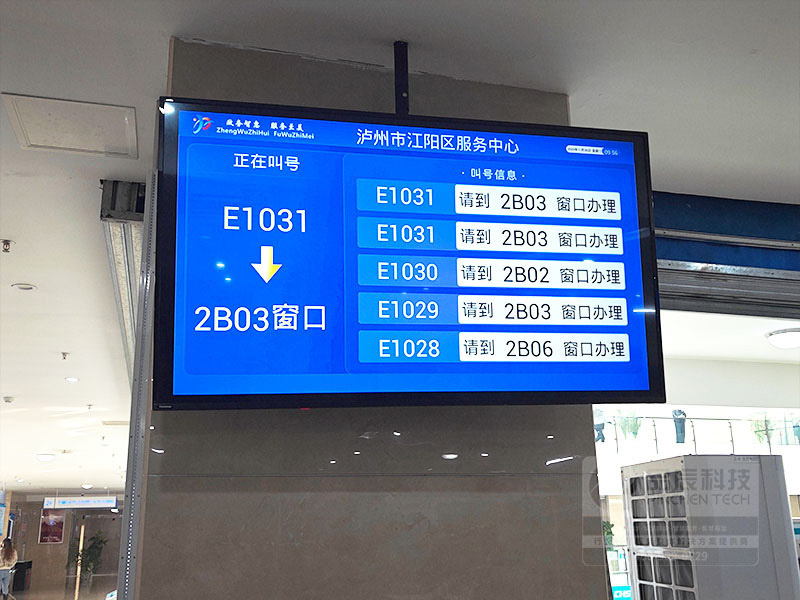 政务智惠 服务至美
ZhengWuZhiHui FuWuZhiMei
泸州市江阳区服务中心
09:56
正在叫号
E1031
2B03窗口
·叫号信息·
E1031 请到 2B03 窗口办理
E1031 请到 2B03 窗口办理
E1030 请到 2B02 窗口办理
E1029 请到 2B03 窗口办理
E1028 请到 2B06 窗口办理
辰科技
CHEN TECH